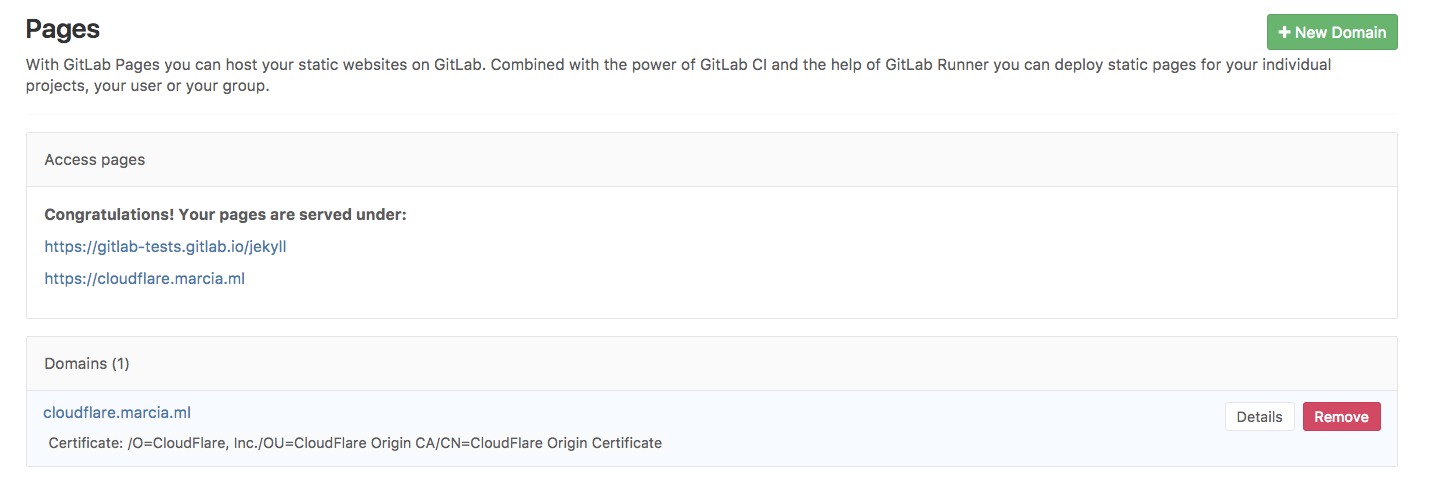 Pages
+ New Domain
With GitLab Pages you can host your static websites on GitLab. Combined with the power of GitLab CI and the help of GitLab Runner you can deploy static pages for your individual
projects, your user or your group.
Access pages
Congratulations! Your pages are served under:
https://gitlab-tests.gitlab.io/jekyll
https://cloudflare.marcia.ml
Domains (1)
cloudflare.marcia.ml
Details
Remove
Certificate: /O=CloudFlare, Inc./OU=CloudFlare Origin CA/CN=CloudFlare Origin Certificate